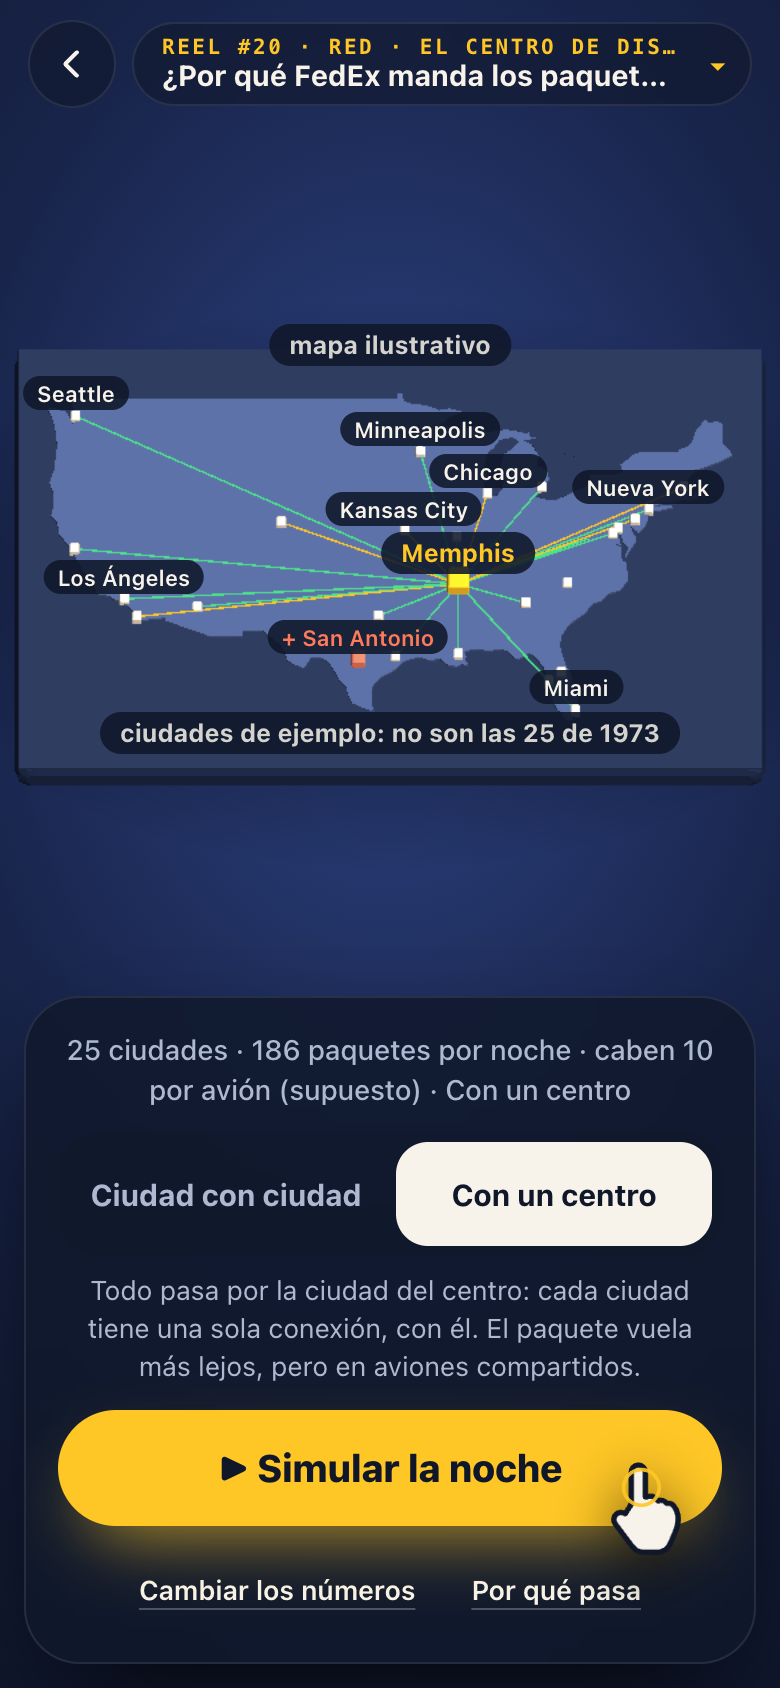 REEL #20 · RED · EL CENTRO DE DIS…
¿Por qué FedEx manda los paquet...
mapa ilustrativo
Seattle
Minneapolis
Chicago
Nueva York
Kansas City
Memphis
Los Ángeles
+ San Antonio
Miami
ciudades de ejemplo: no son las 25 de 1973
25 ciudades · 186 paquetes por noche · caben 10
por avión (supuesto) · Con un centro
Ciudad con ciudad
Con un centro
Todo pasa por la ciudad del centro: cada ciudad
tiene una sola conexión, con él. El paquete vuela
más lejos, pero en aviones compartidos.
Simular la noche
Cambiar los números
Por qué pasa